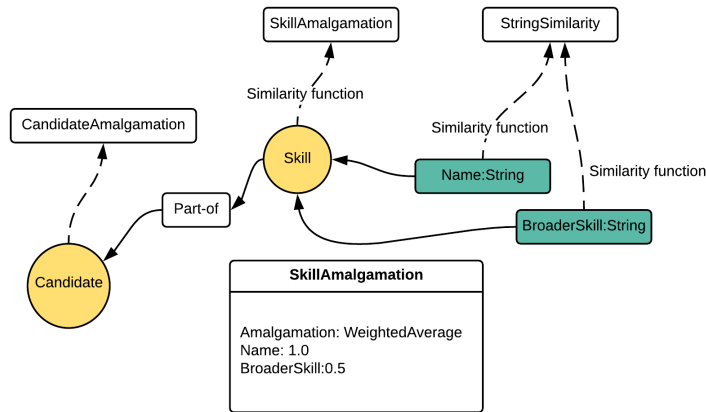 SkillAmalgamation
StringSimilarity
Similarity function
CandidateAmalgamation
Similarity function
Skill
Similarity function
Name:String
Part-of
BroaderSkill:String
Candidate
SkillAmalgamation
Amalgamation: WeightedAverage
Name: 1.0
BroaderSkill:0.5